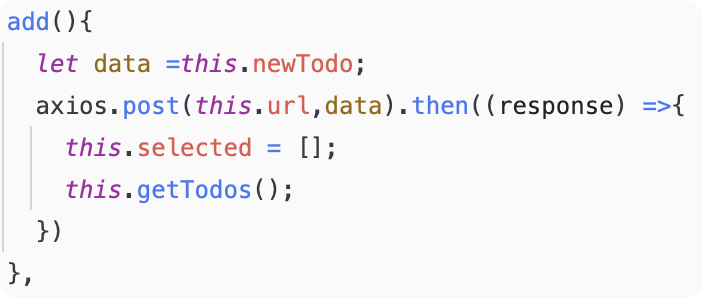 add(){
let data =this.newTodo;
axios.post(this.url,data).then((response) =>{
this.selected = [];
this.getTodos();
})
},